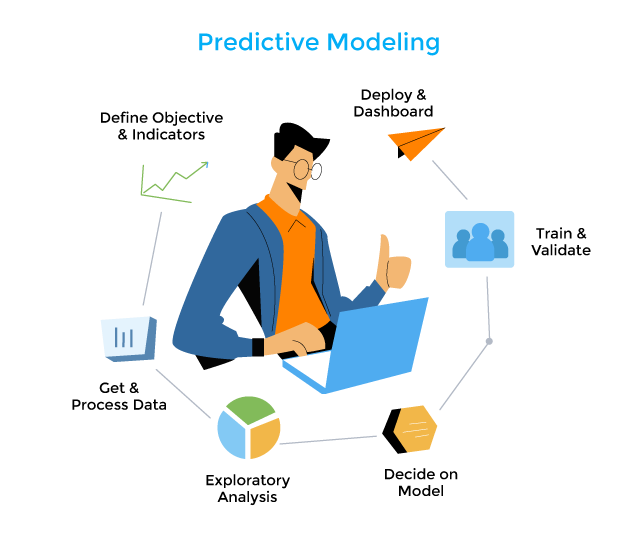 Predictive Modeling
Define Objective
& Indicators
Get &
Process Data
Exploratory
Analysis
Decide on
Model
Train &
Validate
Deploy &
Dashboard